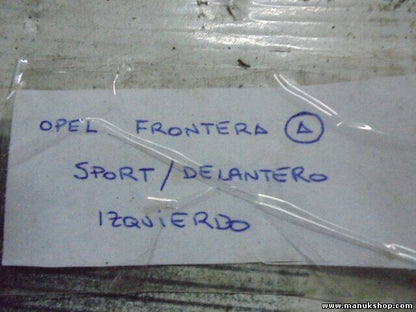 OPEL FRONTERA A
SPORT/DELANTERO
IZQUIERDO
www.manukshop.com